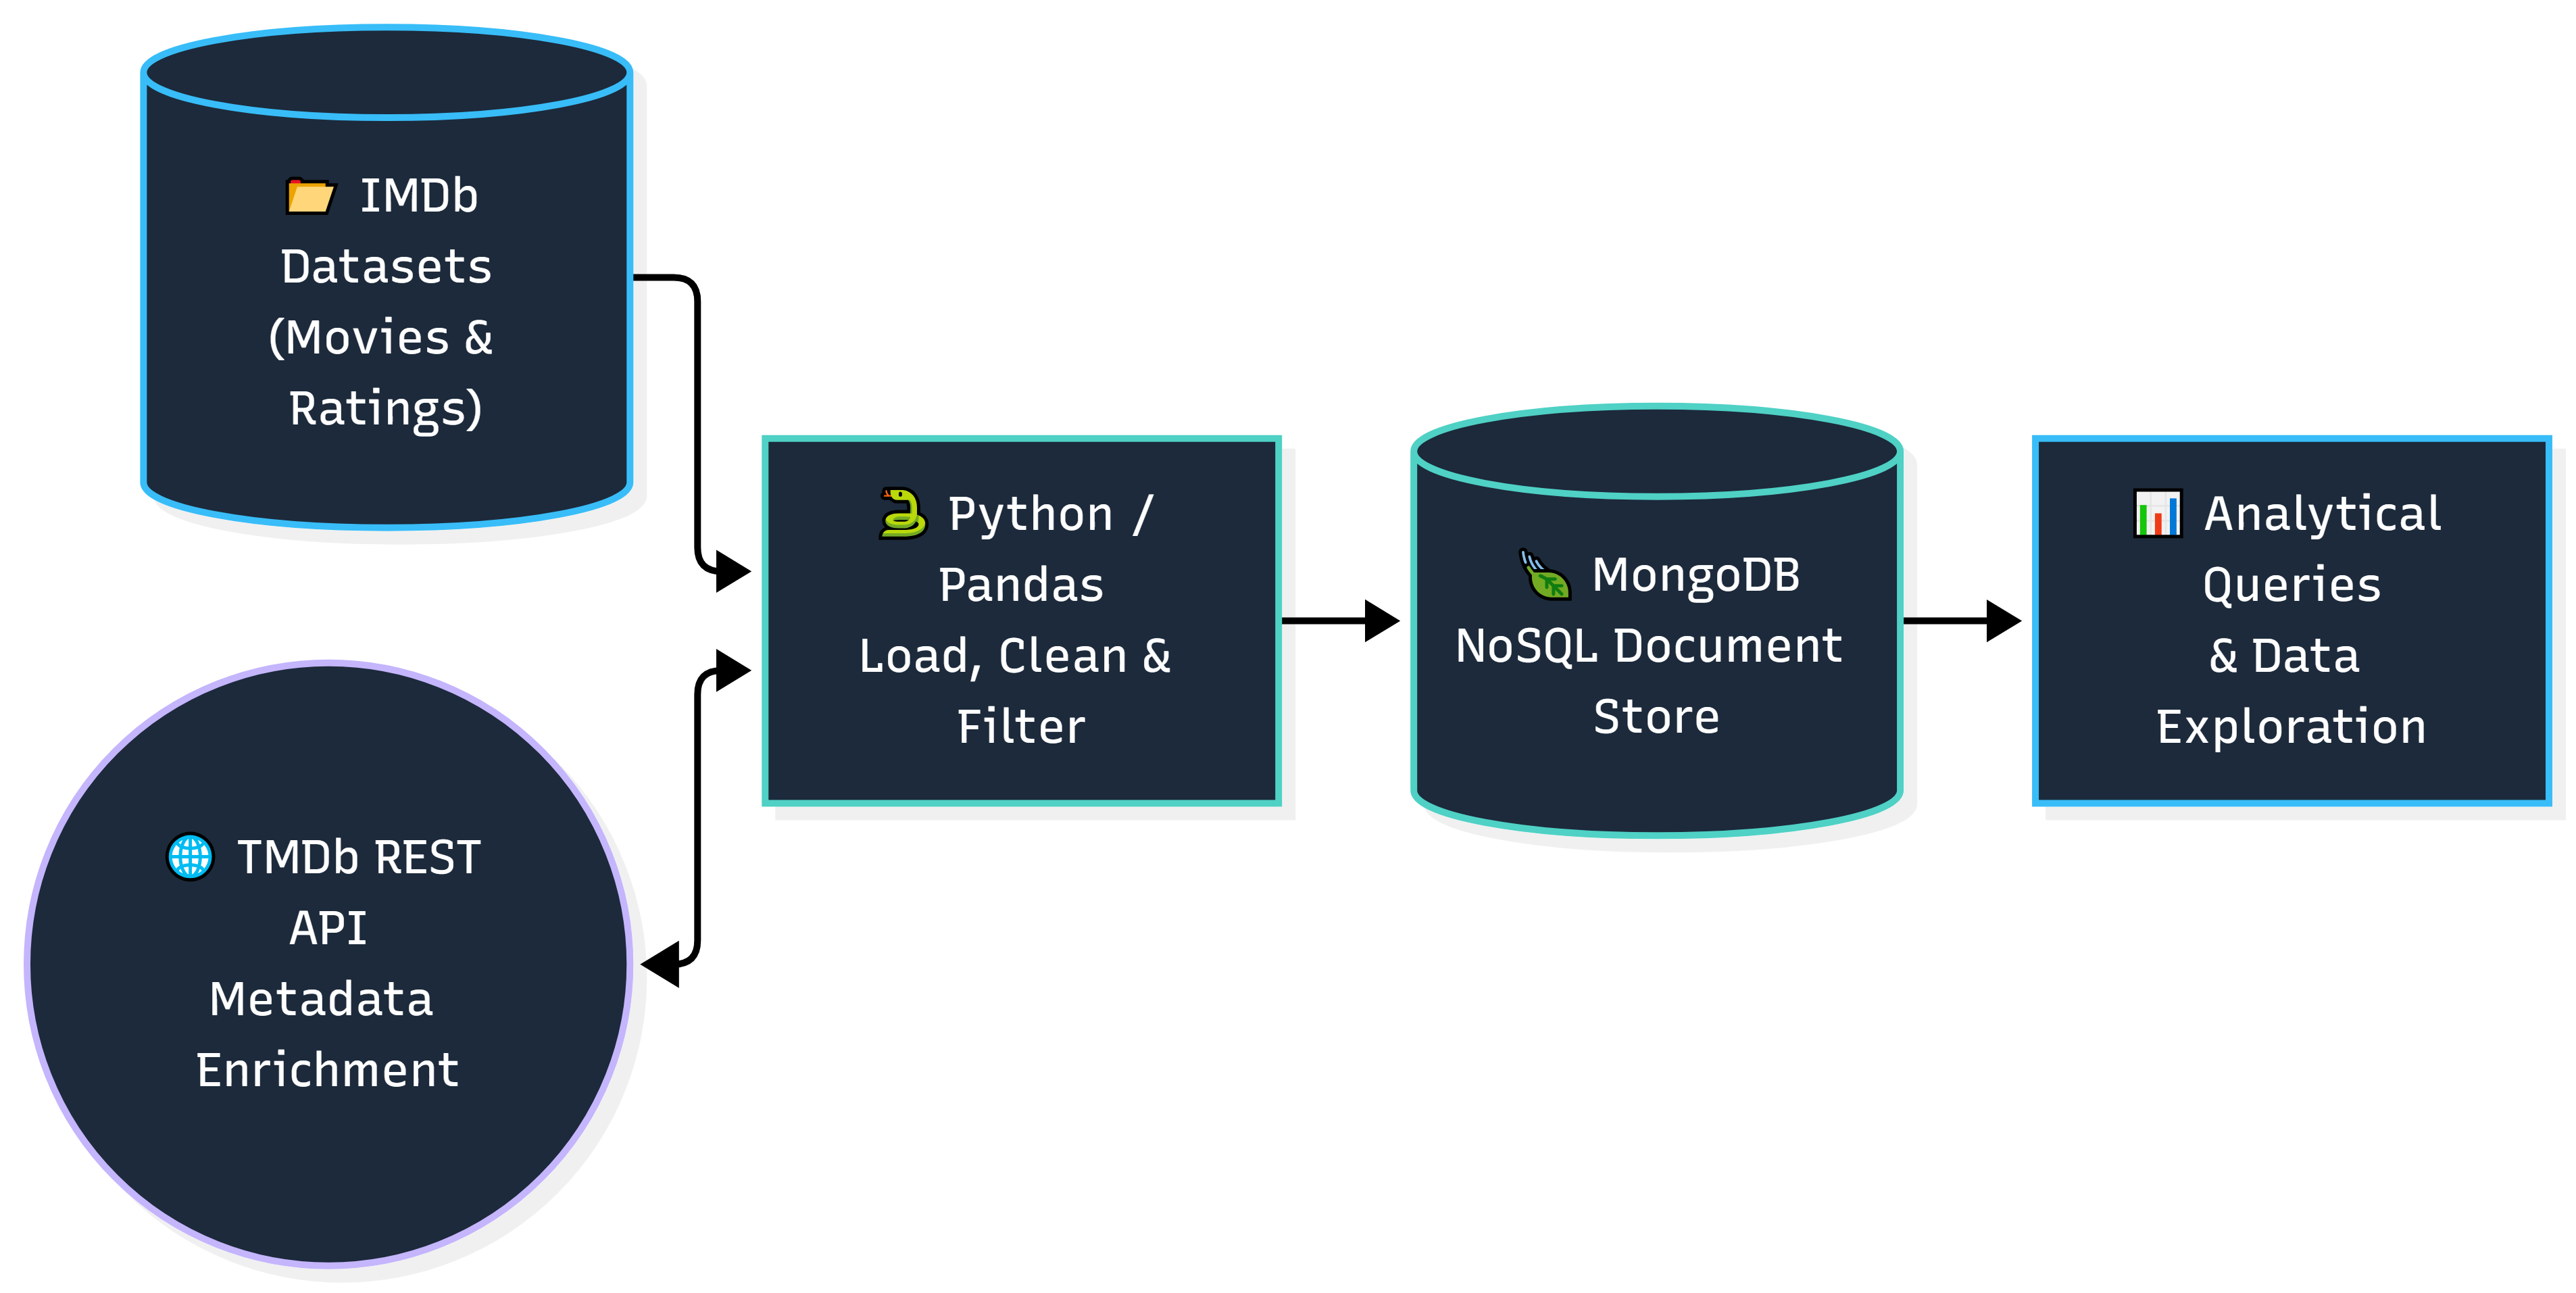 IMDb
Datasets
(Movies &
Ratings)
TMDb REST
API
Metadata
Enrichment
Python /
Pandas
Load, Clean &
Filter
MongoDB
NoSQL Document
Store
Analytical
Queries
& Data
Exploration